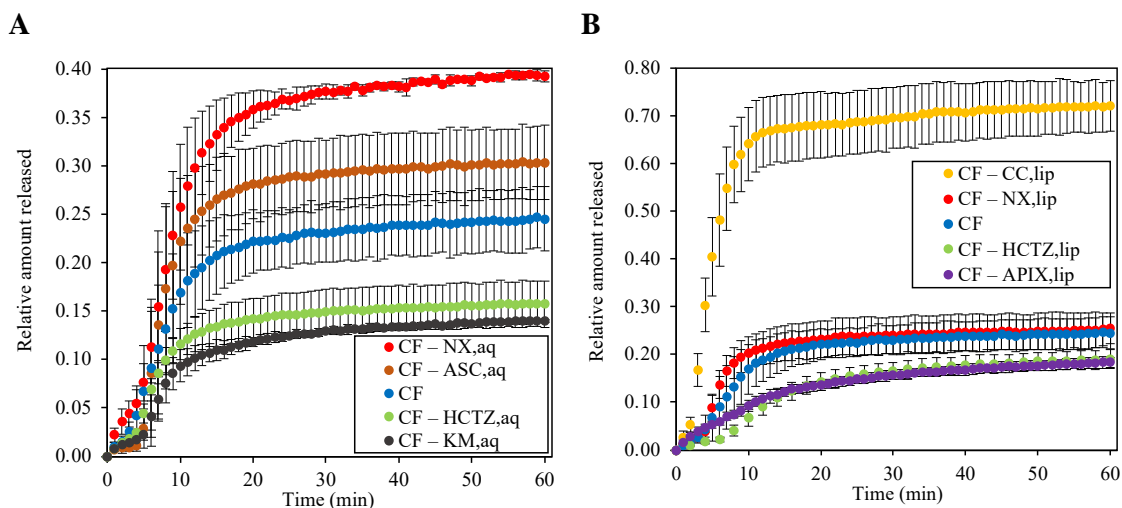 A
Relative amount released
0.40
0.35
0.30
0.25
0.20
0.15
0.10
0.05
0.00
CF – NX,aq
CF – ASC,aq
CF
CF – HCTZ,aq
CF – KM,aq
0 10 20 30 40 50 60
Time (min)
B
Relative amount released
0.80
0.70
0.60
0.50
0.40
0.30
0.20
0.10
0.00
CF – CC,lip
CF – NX,lip
CF
CF – HCTZ,lip
CF – APIX,lip
0 10 20 30 40 50 60
Time (min)